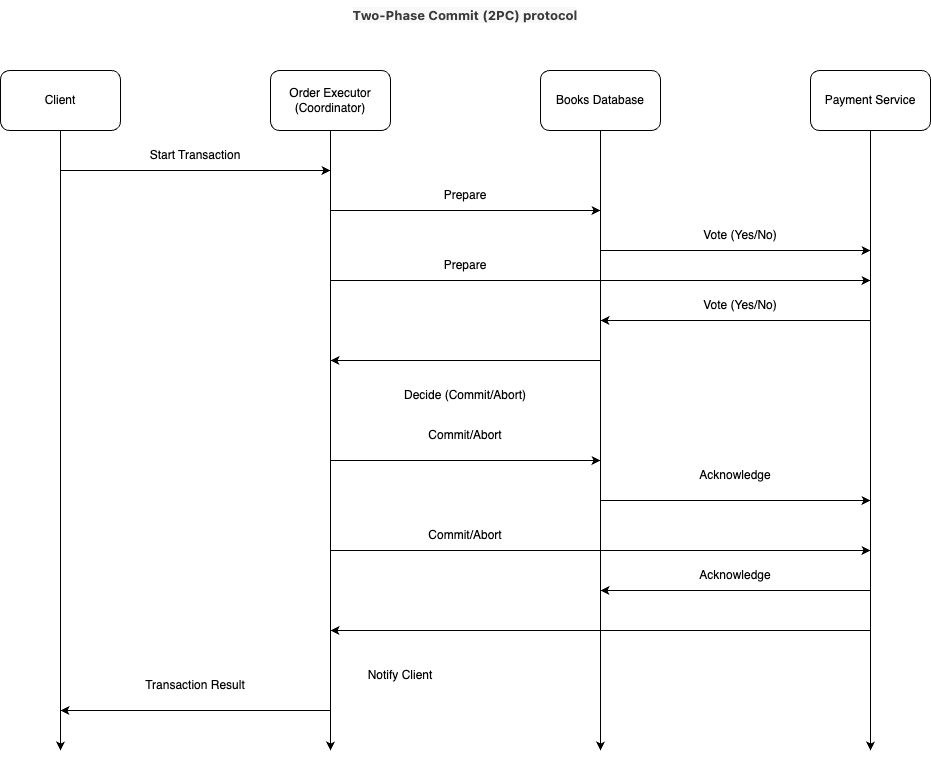 Two-Phase Commit (2PC) protocol
Client
Order Executor
(Coordinator)
Books Database
Payment Service
Start Transaction
Prepare
Vote (Yes/No)
Prepare
Vote (Yes/No)
Decide (Commit/Abort)
Commit/Abort
Acknowledge
Commit/Abort
Acknowledge
Notify Client
Transaction Result